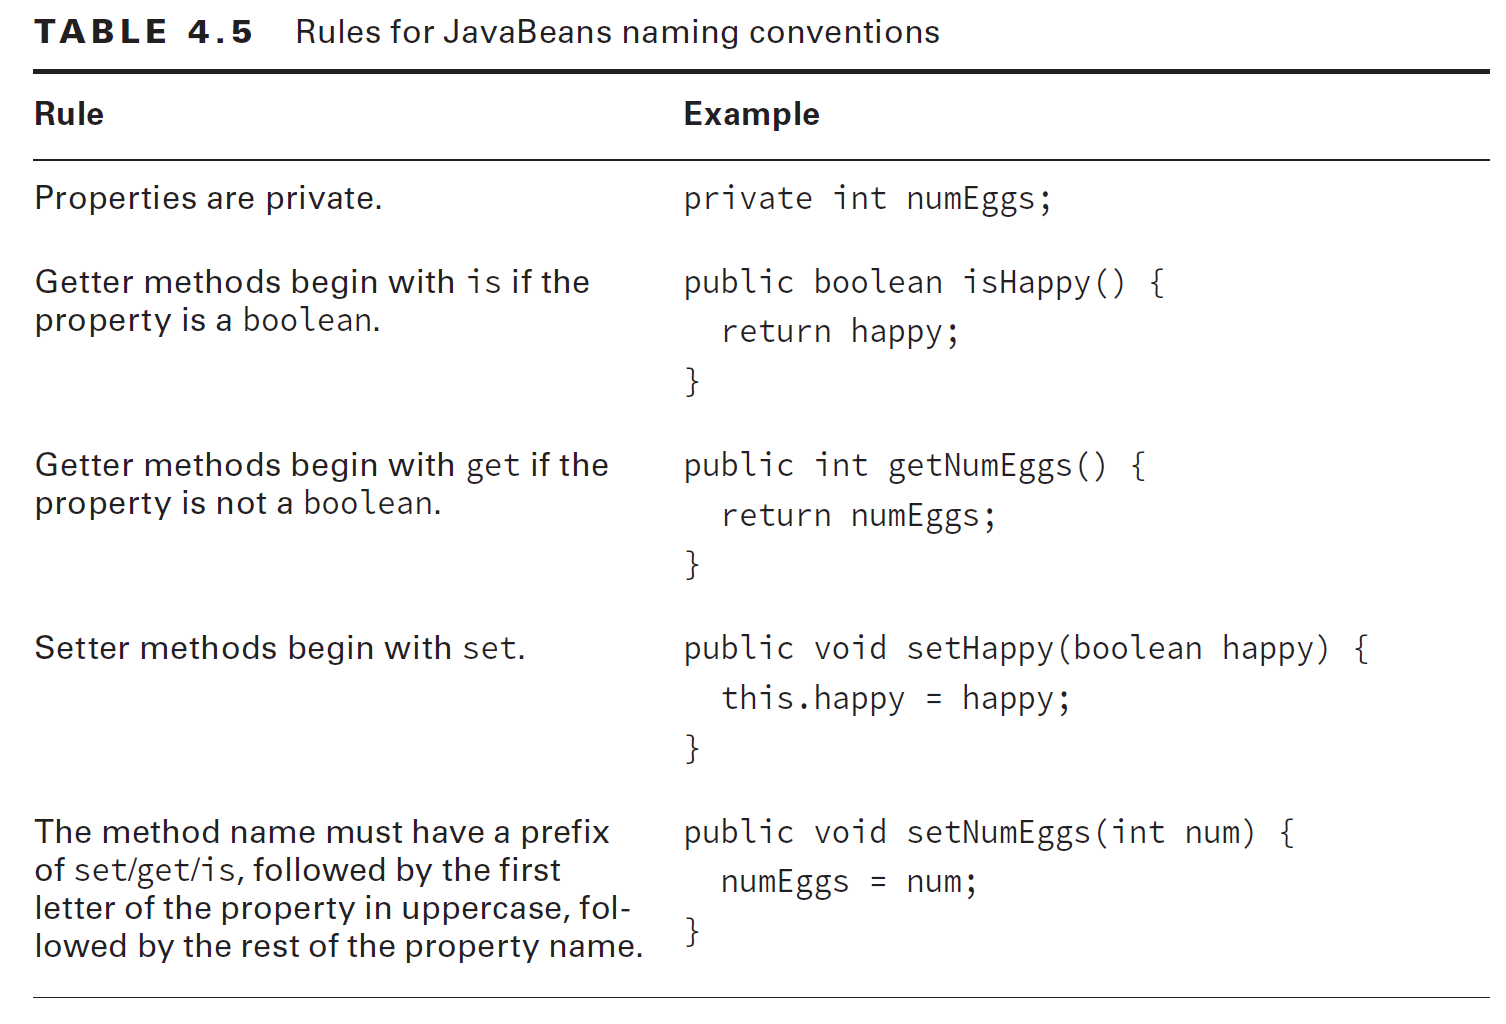 TABLE 4.5 Rules for JavaBeans naming conventions
Rule Example
Properties are private. private int numEggs;
Getter methods begin with is if the
property is a boolean.
public boolean isHappy() {
return happy;
}
Getter methods begin with get if the
property is not a boolean.
public int getNumEggs() {
return numEggs;
}
Setter methods begin with set.
public void setHappy(boolean happy) {
this.happy = happy;
}
The method name must have a prefix
of set/get/is, followed by the first
letter of the property in uppercase, fol-
lowed by the rest of the property name.
public void setNumEggs(int num) {
numEggs = num;
}